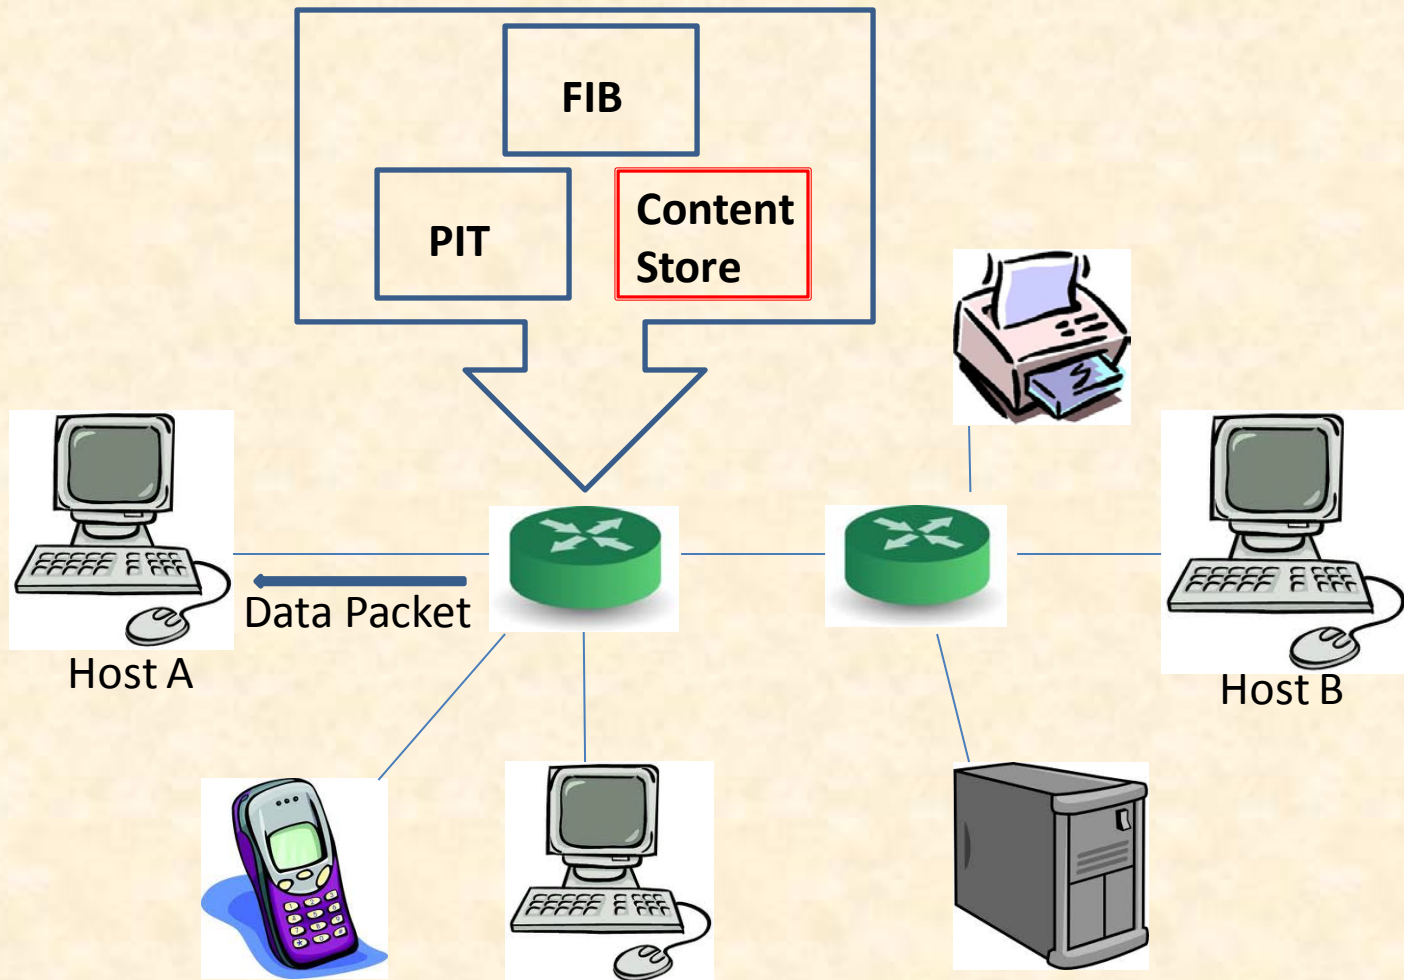 FIB
PIT
Content
Store
Data Packet
Host A
Host B